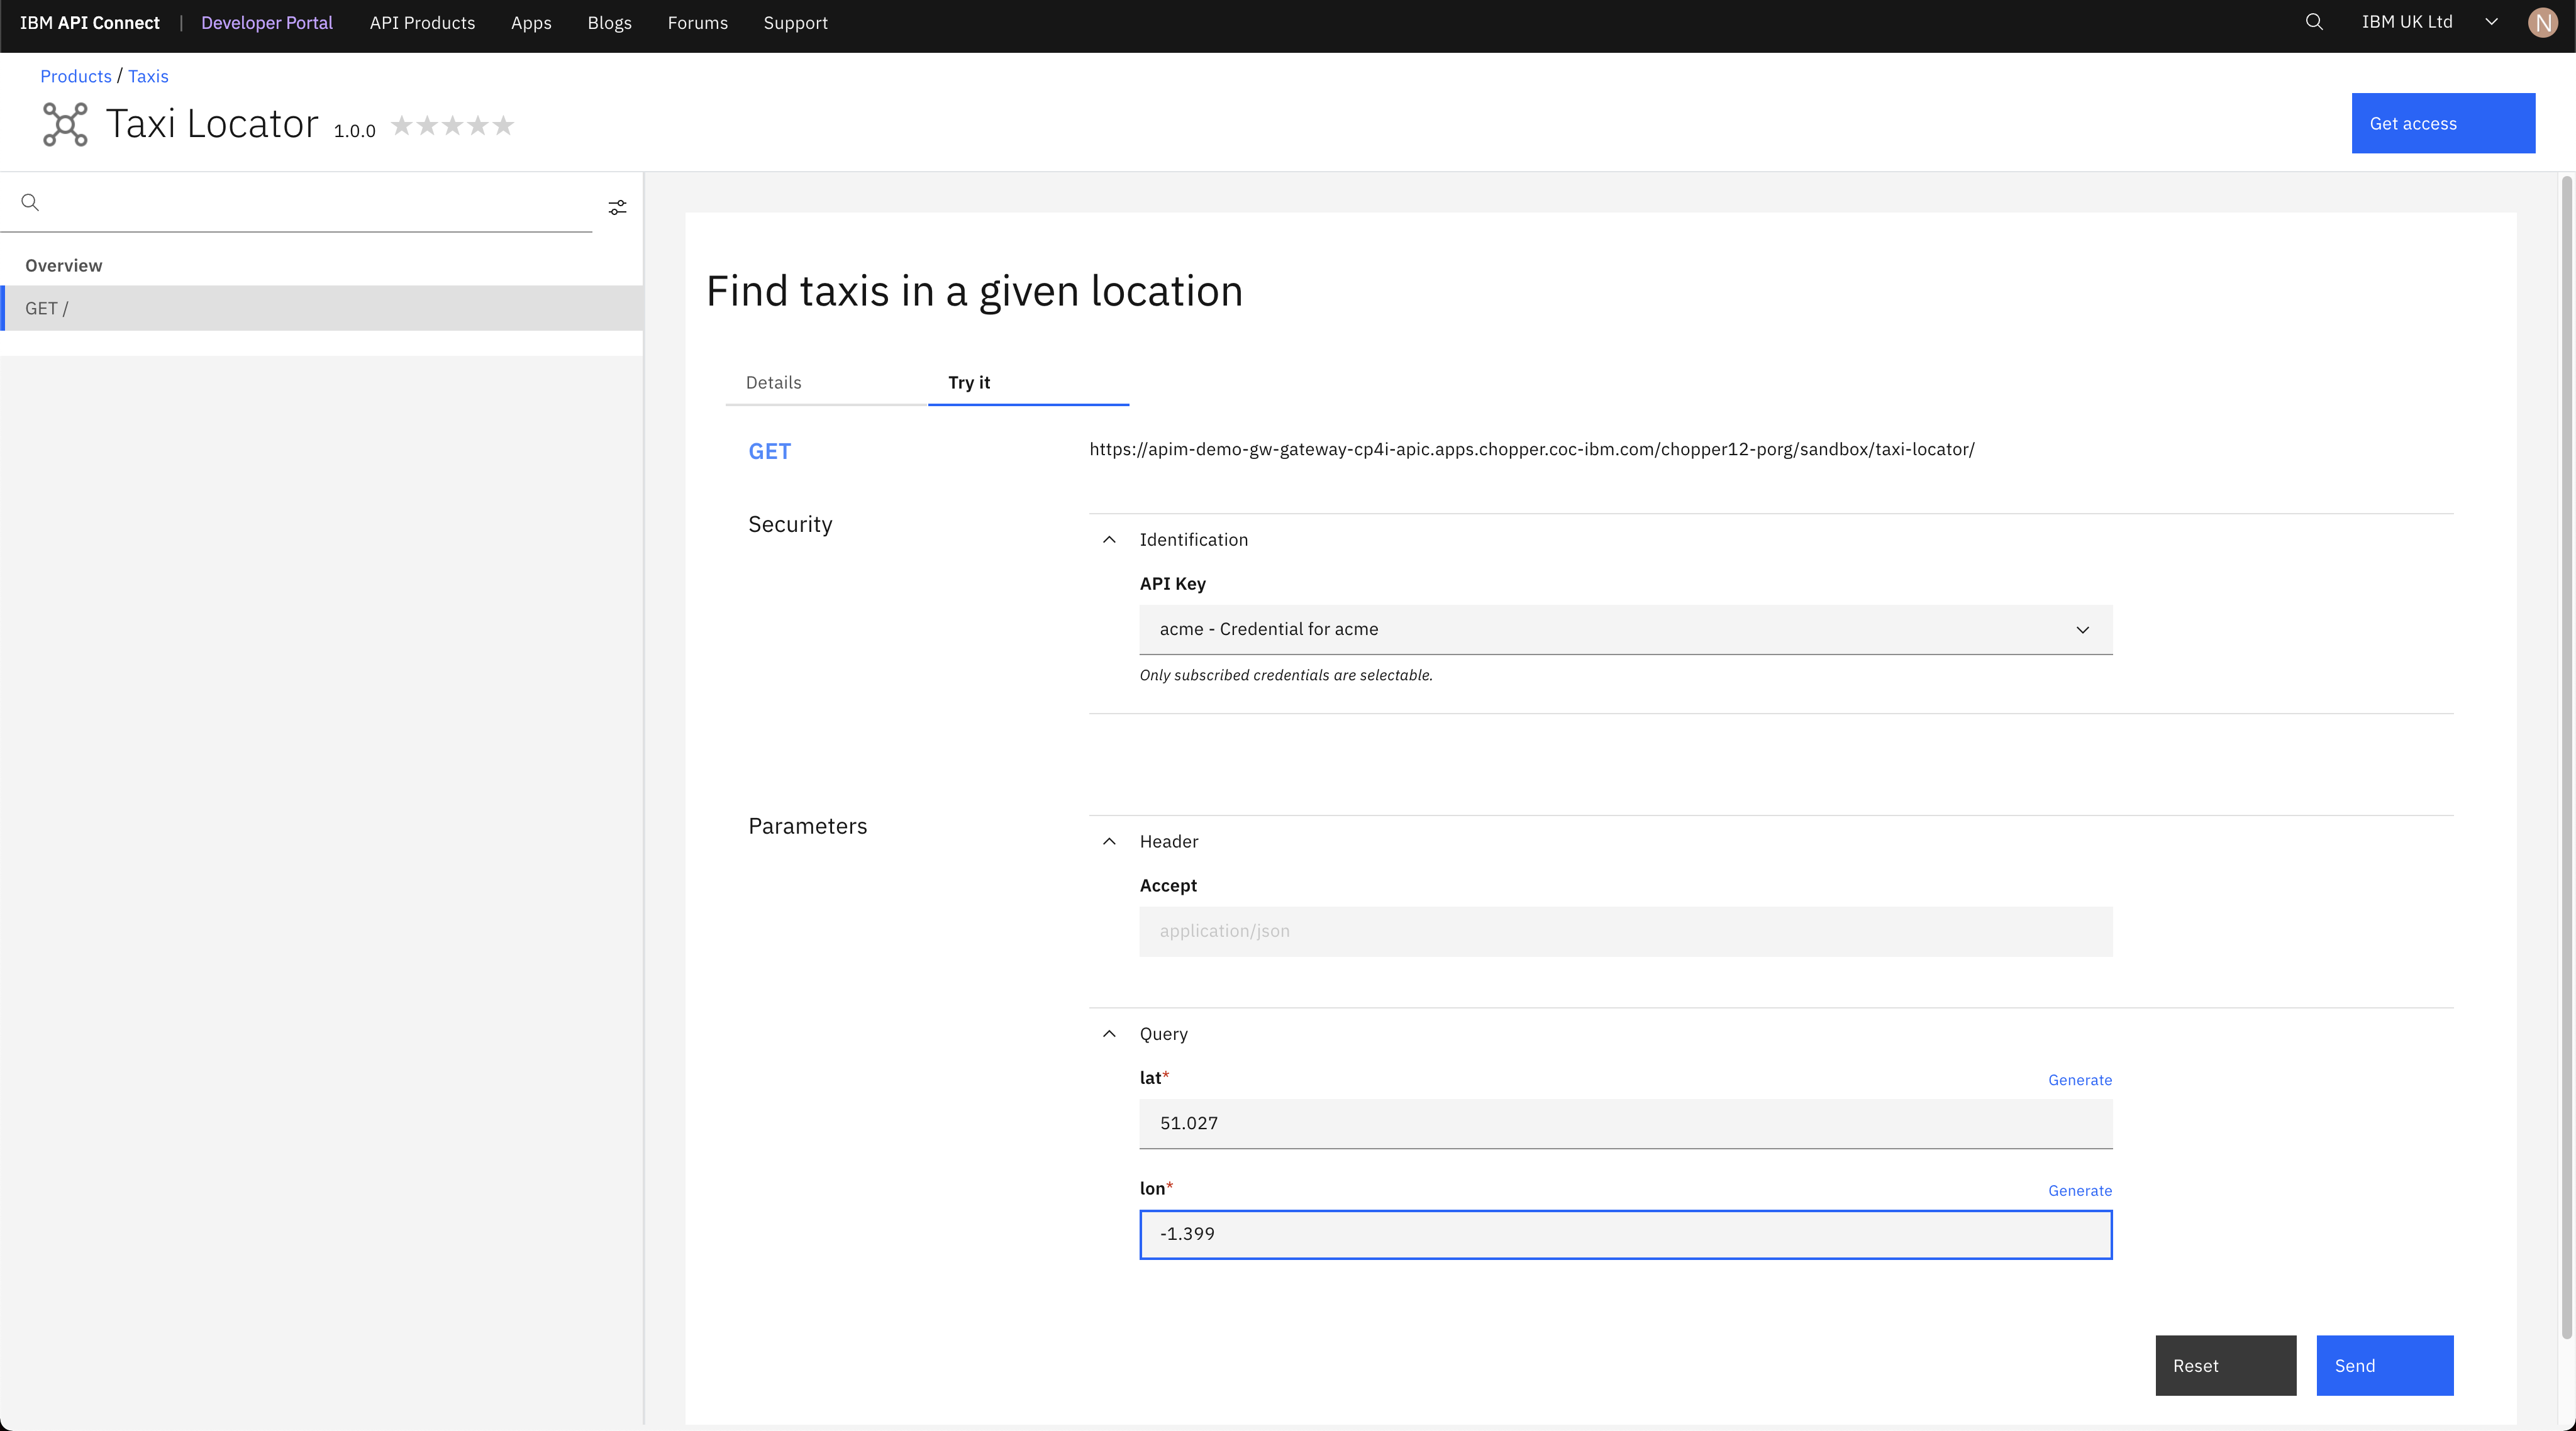 IBM API Connect | Developer Portal API Products Apps Blogs Forums Support IBM UK Ltd N
Products / Taxis
Taxi Locator 1.0.0
Get access
Overview
GET /
Find taxis in a given location
Details Try it
GET https://apim-demo-gw-gateway-cp4i-apic.apps.chopper.coc-ibm.com/chopper12-porg/sandbox/taxi-locator/
Security
Identification
API Key
acme - Credential for acme
Only subscribed credentials are selectable.
Parameters
Header
Accept
application/json
Query
lat* Generate
51.027
lon* Generate
-1.399
Reset Send